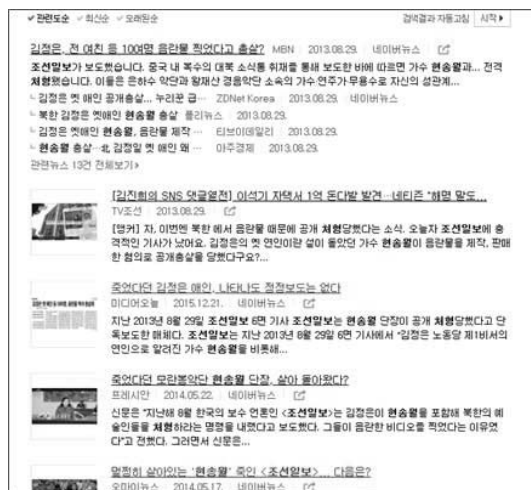 관련도순 최신순 오래된순 검색결과 자동고침 시작
김정은, 전 여친 등 10여명 음란물 찍었다고 총살? MBN 2013.08.29. 네이버뉴스
조선일보가 보도했습니다. 중국 내 복수의 대북 소식통 취재를 통해 보도한 바에 따르면 가수 현송월과... 전격
처형됐습니다. 이들은 은하수 악단과 왕재산 경음악단 소속의 가수·연주가·무용수로 자신의 성관계...
김정은 옛 애인 공개총살... 누리꾼 급… ZDNet Korea 2013.08.29. 네이버뉴스
북한 김정은 옛애인 현송월 총살 폴리뉴스 2013.08.29.
김정은 옛애인 현송월, 음란물 제작 … 티브이데일리 2013.08.29.
현송월 총살…北, 김정일 옛 애인 왜 … 아주경제 2013.08.29.
관련뉴스 13건 전체보기
[김진희의 SNS 댓글열전] 이석기 자택서 1억 돈다발 발견…네티즌 "해명 말도...
TV조선 2013.08.29.
[앵커] 자, 이번엔 북한 에서 음란물 때문에 공개 처형당했다는 소식. 오늘자 조선일보에 충
격적인 기사가 났어요. 김정은의 옛 연인이란 설이 돌았던 가수 현송월이 음란물을 제작, 판매
한 혐의로 공개총살을 당했다구요?...
죽었다던 김정은 애인, 나타나도 정정보도는 없다
미디어오늘 2015.12.21. 네이버뉴스
지난 2013년 8월 29일 조선일보 6면 기사 조선일보는 현송월 단장이 공개 처형당했다고 단
독보도한 매체다. 조선일보는 지난 2013년 8월 29일 6면 기사에서 "김정은 노동당 제1비서의
연인으로 알려진 가수 현송월을 비롯해...
죽었다던 모란봉악단 현송월 단장, 살아 돌아왔다?
프레시안 2014.05.22. 네이버뉴스
신문은 "지난해 8월 한국의 보수 언론인 <조선일보>는 김정은이 현송월을 포함해 북한의 예
술인들을 처형하라는 명령을 내렸다고 보도했다. 그들이 음란한 비디오를 찍었다는 이유였
다"고 전했다. 그러면서 신문은...
멀쩡히 살아있는 '현송월' 죽인 <조선일보>... 다음은?
오마이뉴스 2014.05.17. 네이버뉴스